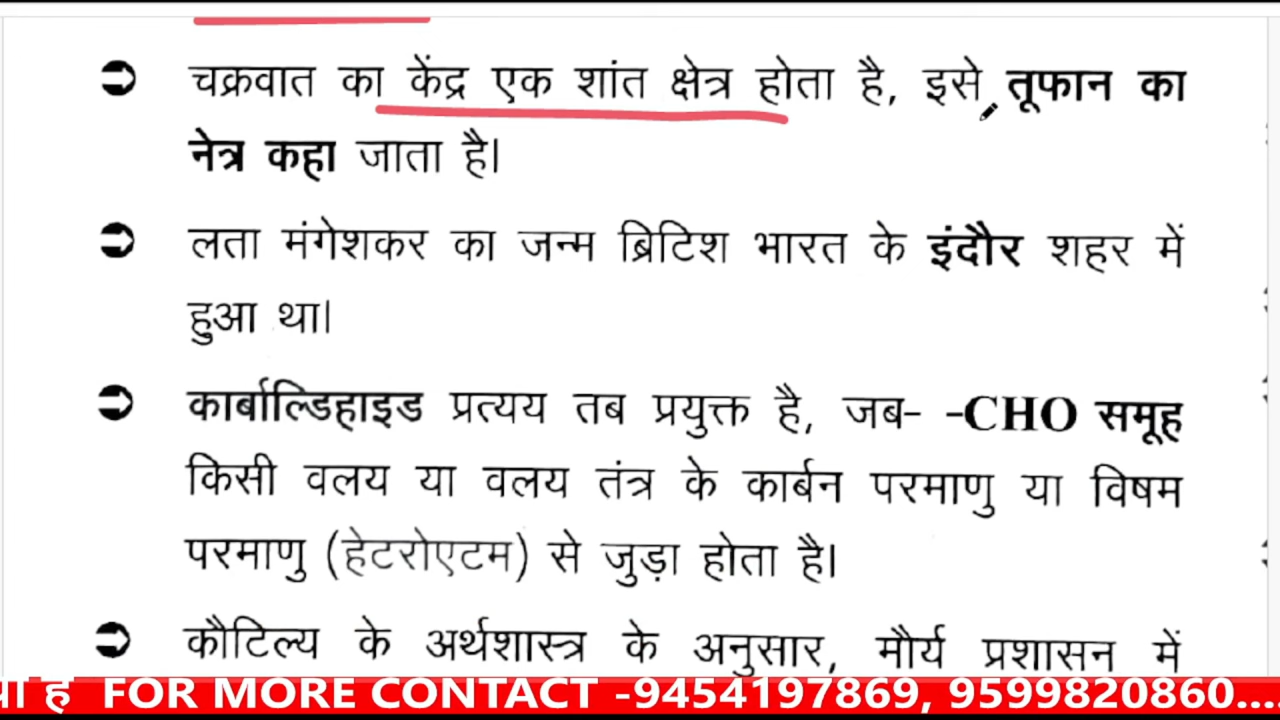 चक्रवात का केंद्र एक शांत क्षेत्र होता है, इसे तूफान का
नेत्र कहा जाता है।
लता मंगेशकर का जन्म ब्रिटिश भारत के इंदौर शहर में
हुआ था।
कार्बाल्डिहाइड प्रत्यय तब प्रयुक्त है, जब- -CHO समूह
किसी वलय या वलय तंत्र के कार्बन परमाणु या विषम
परमाणु (हेटरोएटम) से जुड़ा होता है।
कौटिल्य के अर्थशास्त्र के अनुसार, मौर्य प्रशासन में
FOR MORE CONTACT -9454197869, 9599820860....